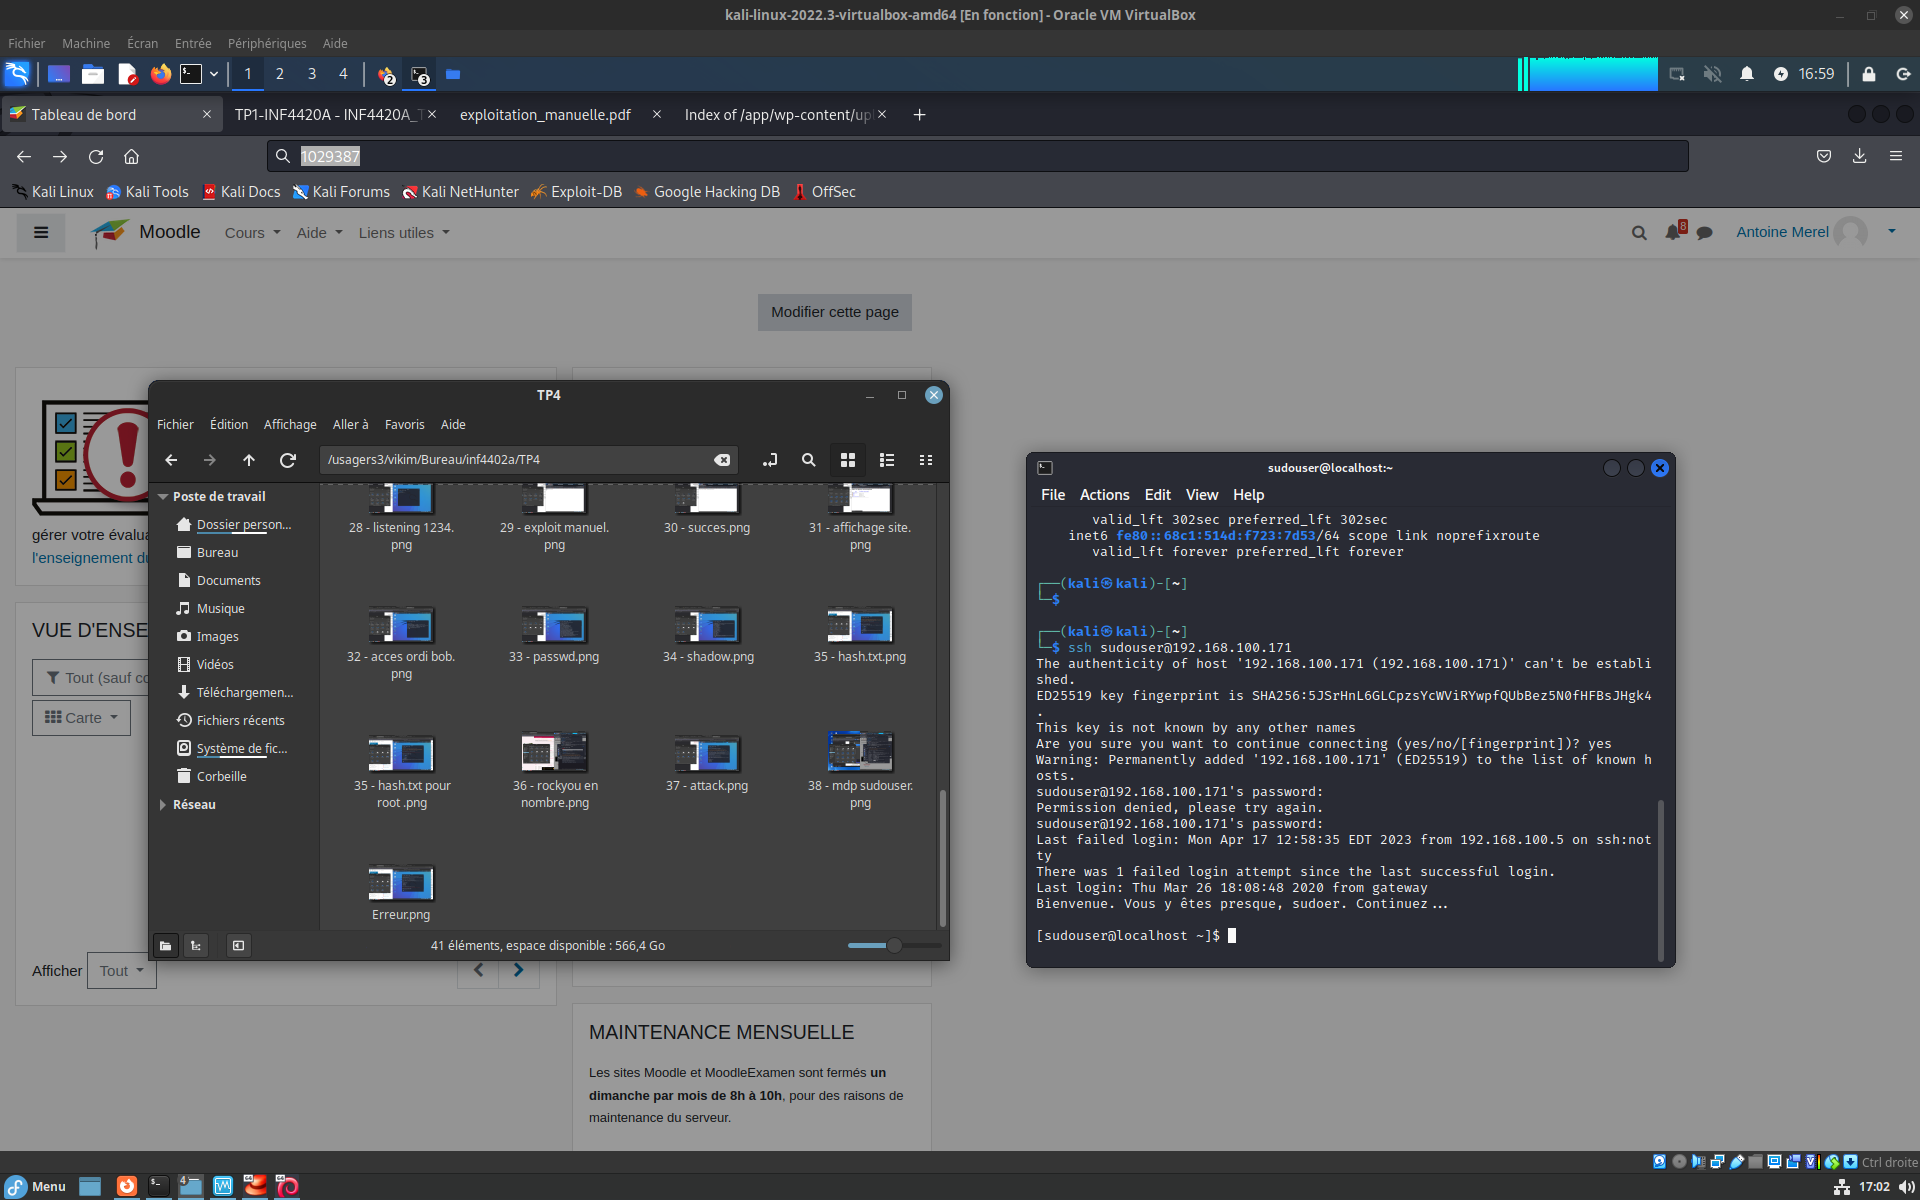 kali-linux-2022.3-virtualbox-amd64 [En fonction] - Oracle VM VirtualBox
Fichier Machine Écran Entrée Périphériques Aide
1 2 3 4 2 3 16:59
Tableau de bord TP1-INF4420A - INF4420A_T exploitation_manuelle.pdf Index of /app/wp-content/upl
1029387
Kali Linux Kali Tools Kali Docs Kali Forums Kali NetHunter Exploit-DB Google Hacking DB OffSec
Moodle Cours Aide Liens utiles 8 Antoine Merel
Modifier cette page
gérer votre évalua
l'enseignement du
VUE D'ENSE
Tout (sauf co
Carte
Afficher Tout
MAINTENANCE MENSUELLE
Les sites Moodle et MoodleExamen sont fermés un
dimanche par mois de 8h à 10h, pour des raisons de
maintenance du serveur.
TP4
Fichier Édition Affichage Aller à Favoris Aide
/usagers3/vikim/Bureau/inf4402a/TP4
Poste de travail
Dossier person...
Bureau
Documents
Musique
Images
Vidéos
Téléchargemen...
Fichiers récents
Système de fic...
Corbeille
Réseau
28 - listening 1234.
png
29 - exploit manuel.
png
30 - succes.png
31 - affichage site.
png
32 - acces ordi bob.
png
33 - passwd.png
34 - shadow.png
35 - hash.txt.png
35 - hash.txt pour
root .png
36 - rockyou en
nombre.png
37 - attack.png
38 - mdp sudouser.
png
Erreur.png
41 éléments, espace disponible : 566,4 Go
sudouser@localhost:~
File Actions Edit View Help
valid_lft 302sec preferred_lft 302sec
inet6 fe80::68c1:514d:f723:7d53/64 scope link noprefixroute
valid_lft forever preferred_lft forever
┌──(kali㉿kali)-[~]
└─$
┌──(kali㉿kali)-[~]
└─$ ssh sudouser@192.168.100.171
The authenticity of host '192.168.100.171 (192.168.100.171)' can't be establi
shed.
ED25519 key fingerprint is SHA256:5JSrHnL6GLCpzsYcWViRYwpfQUbBez5N0fHFBsJHgk4
.
This key is not known by any other names
Are you sure you want to continue connecting (yes/no/[fingerprint])? yes
Warning: Permanently added '192.168.100.171' (ED25519) to the list of known h
osts.
sudouser@192.168.100.171's password:
Permission denied, please try again.
sudouser@192.168.100.171's password:
Last failed login: Mon Apr 17 12:58:35 EDT 2023 from 192.168.100.5 on ssh:not
ty
There was 1 failed login attempt since the last successful login.
Last login: Thu Mar 26 18:08:48 2020 from gateway
Bienvenue. Vous y êtes presque, sudoer. Continuez...
[sudouser@localhost ~]$
Ctrl droite
Menu 4 64 64 17:02